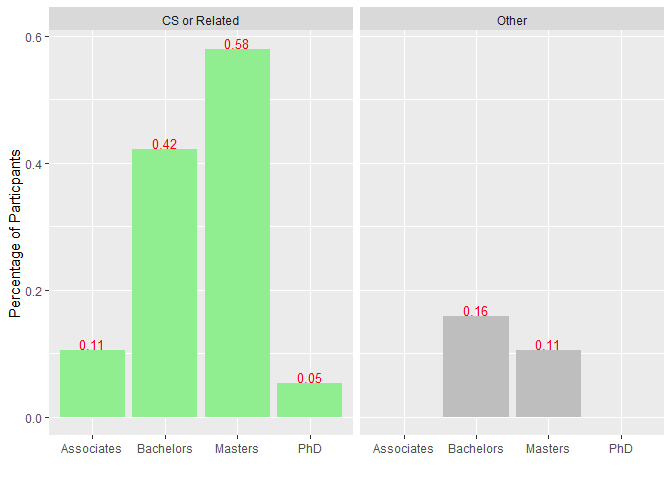 CS or Related
Other
Percentage of Particpants
0.6
0.4
0.2
0.0
0.11
0.42
0.58
0.05
0.16
0.11
Associates Bachelors Masters PhD
Associates Bachelors Masters PhD